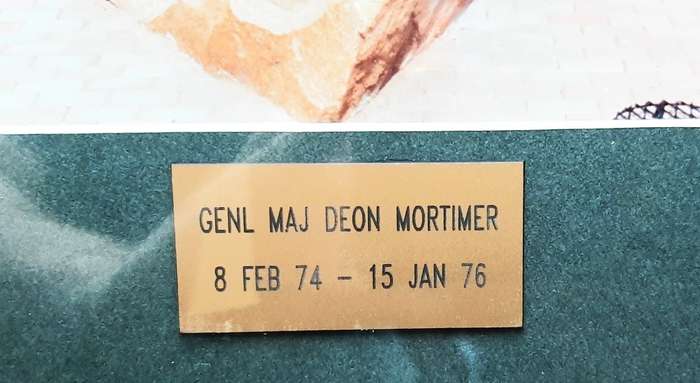 GENL MAJ DEON MORTIMER
8 FEB 74 – 15 JAN 76